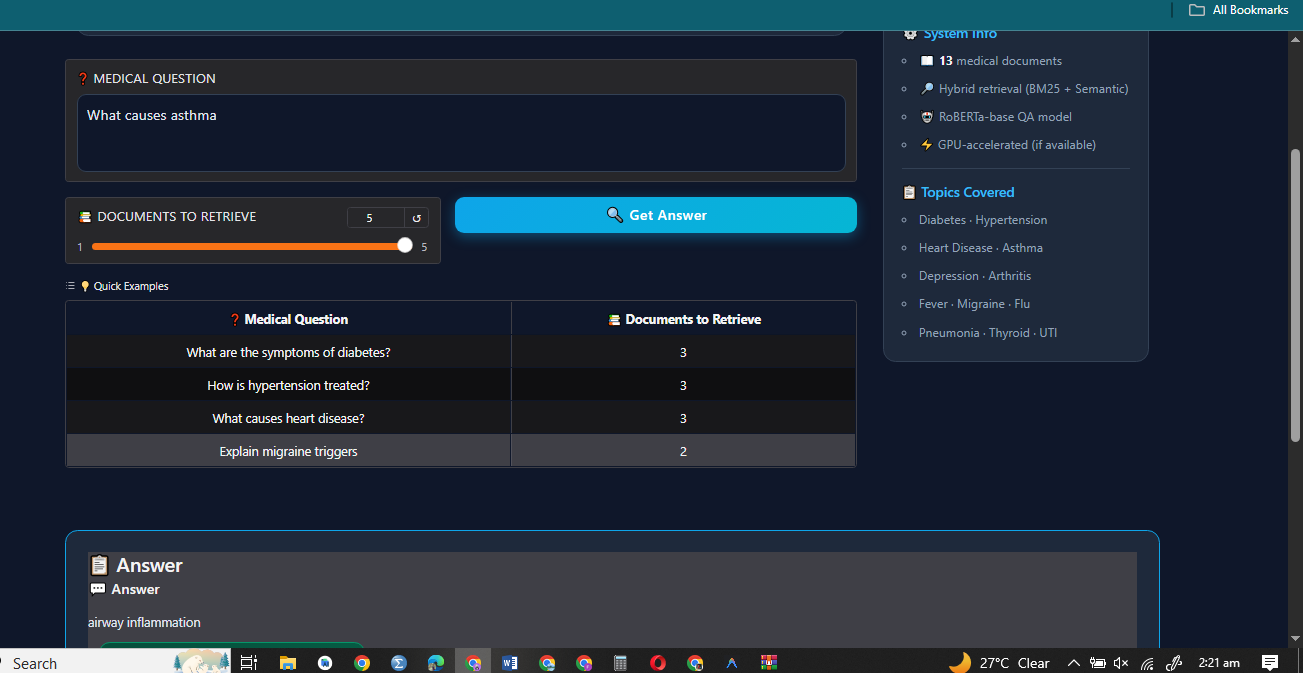 All Bookmarks
System Info
13 medical documents
Hybrid retrieval (BM25 + Semantic)
RoBERTa-base QA model
GPU-accelerated (if available)
Topics Covered
Diabetes · Hypertension
Heart Disease · Asthma
Depression · Arthritis
Fever · Migraine · Flu
Pneumonia · Thyroid · UTI
MEDICAL QUESTION
What causes asthma
DOCUMENTS TO RETRIEVE 5
1 5
Get Answer
Quick Examples
Medical Question Documents to Retrieve
What are the symptoms of diabetes? 3
How is hypertension treated? 3
What causes heart disease? 3
Explain migraine triggers 2
Answer
Answer
airway inflammation
Search 27°C Clear 2:21 am